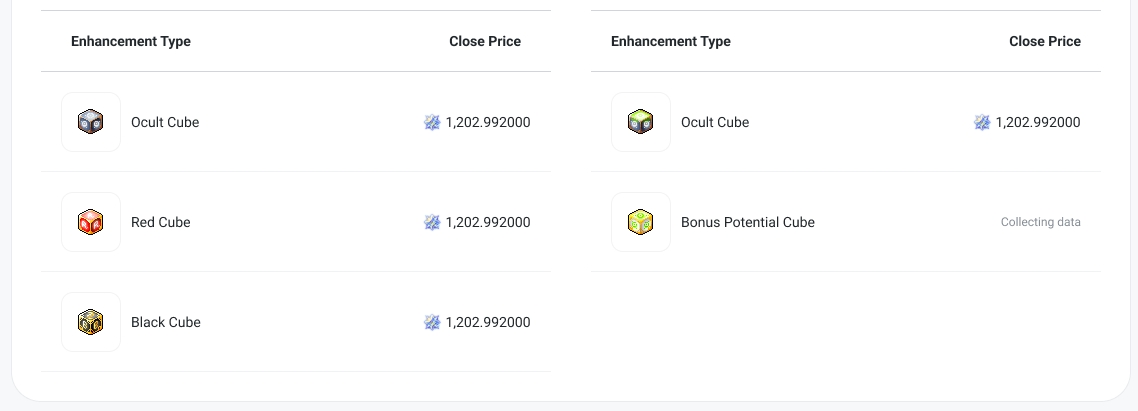 Enhancement Type Close Price
Ocult Cube 1,202.992000
Red Cube 1,202.992000
Black Cube 1,202.992000
Enhancement Type Close Price
Ocult Cube 1,202.992000
Bonus Potential Cube Collecting data